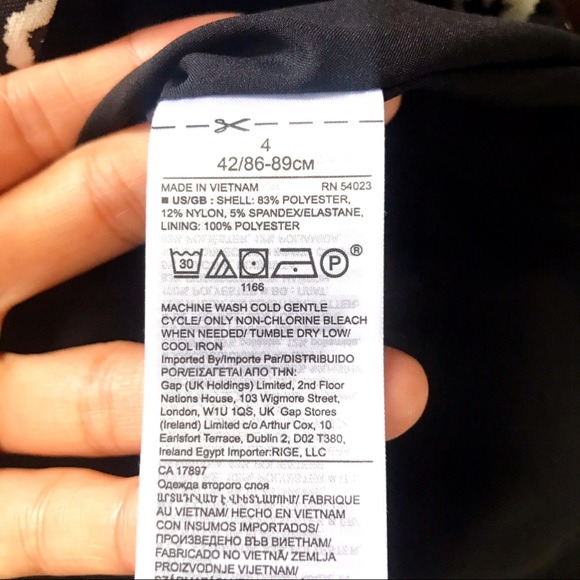 4
42/86-89CM
MADE IN VIETNAM RN 54023
■ US/GB : SHELL: 83% POLYESTER,
12% NYLON, 5% SPANDEX/ELASTANE,
LINING: 100% POLYESTER
30 P ®
1166
MACHINE WASH COLD GENTLE
CYCLE/ ONLY NON-CHLORINE BLEACH
WHEN NEEDED/ TUMBLE DRY LOW/
COOL IRON
Imported By/Importe Par/DISTRIBUIDO
POR/ΕΙΣΑΓΕΤΑΙ ΑΠΟ ΤΗΝ:
Gap (UK Holdings) Limited, 2nd Floor
Nations House, 103 Wigmore Street,
London, W1U 1QS, UK Gap Stores
(Ireland) Limited c/o Arthur Cox, 10
Earlsfort Terrace, Dublin 2, D02 T380,
Ireland Egypt Importer:RIGE, LLC
CA 17897
Одежда второго слоя
ԱՐՏԱԴՐՎԱԾ Է ՎԻԵՏՆԱՄՈՒՄ/ FABRIQUE
AU VIETNAM/ HECHO EN VIETNAM
CON INSUMOS IMPORTADOS/
ПРОИЗВЕДЕНО ВЪВ ВИЕТНАМ/
FABRICADO NO VIETNÃ/ ZEMLJA
PROIZVODNJE VIJETNAM/